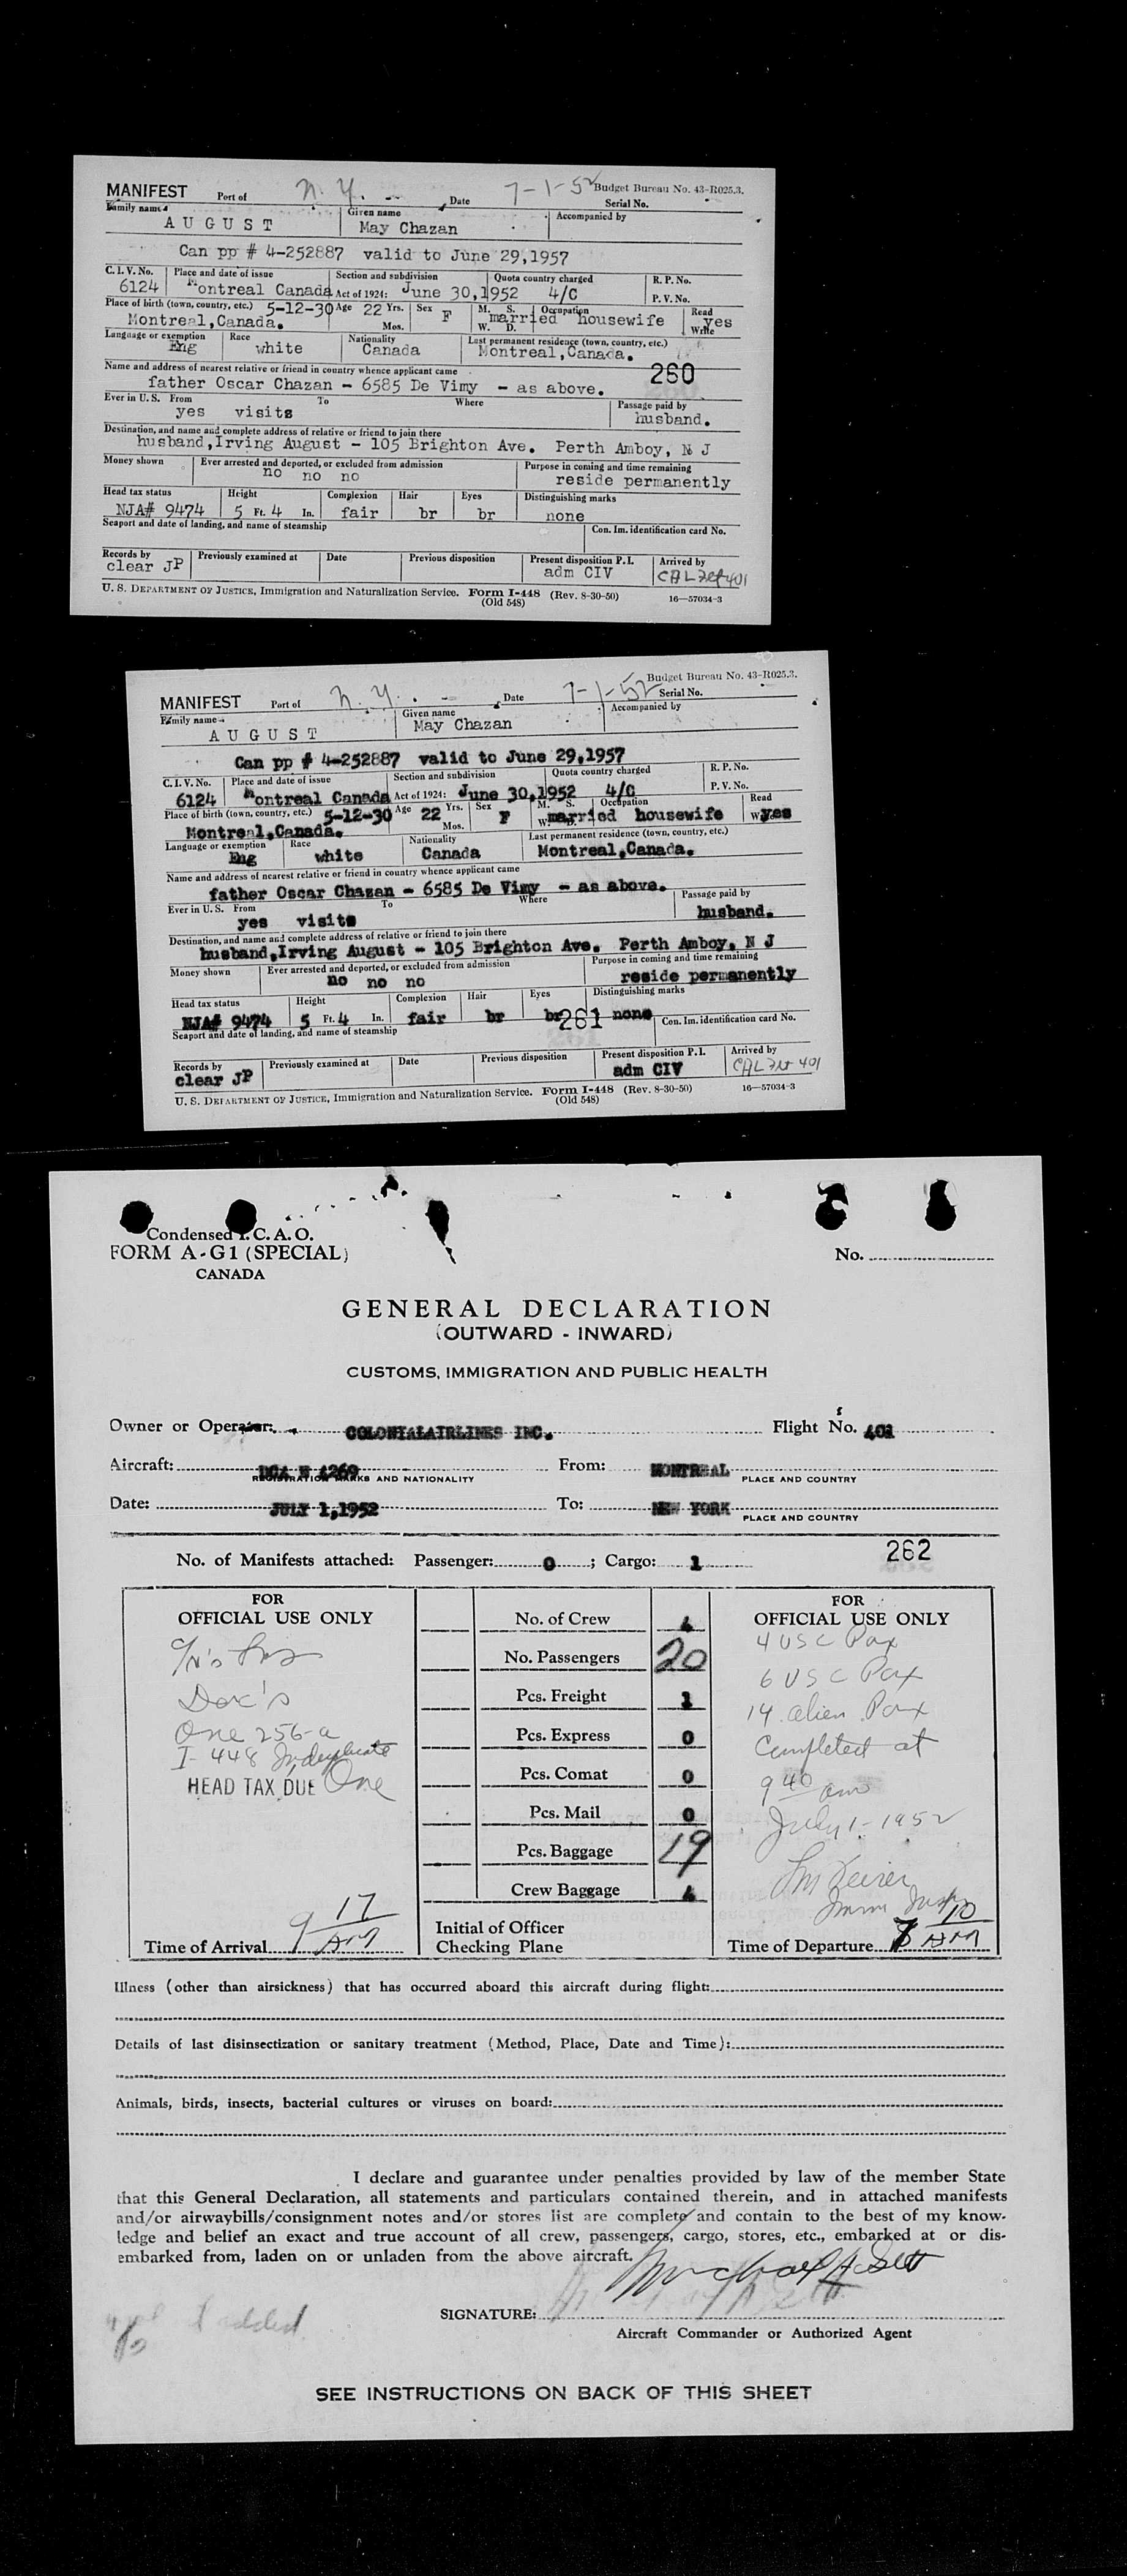 MANIFEST Port of N. Y. Date 7-1-52 Budget Bureau No. 43-R025.3.
Serial No.
Family name Given name Accompanied by
AUGUST May Chazan
Can pp # 4-252887 valid to June 29,1957
C. I. V. No. Place and date of issue Section and subdivision Quota country charged R. P. No.
6124 Montreal Canada Act of 1924: June 30,1952 4/C P. V. No.
Place of birth (town, country, etc.) 5-12-30 Age 22 Yrs. Sex F M. S. Occupation Read
Montreal,Canada. Mos. W. D. married housewife Write yes
Language or exemption Race Nationality Last permanent residence (town, country, etc.)
Eng white Canada Montreal,Canada.
Name and address of nearest relative or friend in country whence applicant came 260
father Oscar Chazan - 6585 De Vimy - as above.
Ever in U. S. From To Where Passage paid by
yes visits husband.
Destination, and name and complete address of relative or friend to join there
husband,Irving August - 105 Brighton Ave. Perth Amboy, N J
Money shown Ever arrested and deported, or excluded from admission Purpose in coming and time remaining
no no no reside permanently
Head tax status Height Complexion Hair Eyes Distinguishing marks
NJA# 9474 5 Ft. 4 In. fair br br none
Seaport and date of landing, and name of steamship Con. Im. identification card No.
Records by Previously examined at Date Previous disposition Present disposition P. I. Arrived by
clear JP adm CIV CAL 401
U. S. DEPARTMENT OF JUSTICE, Immigration and Naturalization Service. Form I-448 (Rev. 8-30-50) 16—57034-3
(Old 548)
Budget Bureau No. 43-R025.3.
MANIFEST Port of N. Y. Date 7-1-52 Serial No.
Family name Given name Accompanied by
AUGUST May Chazan
Can pp # 4-252887 valid to June 29,1957
C. I. V. No. Place and date of issue Section and subdivision Quota country charged R. P. No.
6124 Montreal Canada Act of 1924: June 30,1952 4/C P. V. No.
Place of birth (town, country, etc.) 5-12-30 Age 22 Yrs. Sex F M. S. Occupation Read
Montreal,Canada. Mos. W. D. married housewife yes
Language or exemption Race Nationality Last permanent residence (town, country, etc.)
Eng white Canada Montreal,Canada.
Name and address of nearest relative or friend in country whence applicant came
father Oscar Chazan - 6585 De Vimy - as above.
Ever in U. S. From To Where Passage paid by
yes visits husband.
Destination, and name and complete address of relative or friend to join there
husband,Irving August - 105 Brighton Ave. Perth Amboy, N J
Money shown Ever arrested and deported, or excluded from admission Purpose in coming and time remaining
no no no reside permanently
Head tax status Height Complexion Hair Eyes Distinguishing marks
NJA# 9474 5 Ft. 4 In. fair br br 261 none
Seaport and date of landing, and name of steamship Con. Im. identification card No.
Records by Previously examined at Date Previous disposition Present disposition P. I. Arrived by
clear JP adm CIV CAL 401
U. S. DEPARTMENT OF JUSTICE, Immigration and Naturalization Service. Form I-448 (Rev. 8-30-50) 16—57034-3
(Old 548)
Condensed I. C. A. O.
FORM A-G1 (SPECIAL) No.
CANADA
GENERAL DECLARATION
(OUTWARD - INWARD)
CUSTOMS, IMMIGRATION AND PUBLIC HEALTH
Owner or Operator: COLONIALAIRLINES INC. Flight No. 401
Aircraft: DCA N 4269 From: MONTREAL
REGISTRATION MARKS AND NATIONALITY PLACE AND COUNTRY
Date: JULY 1,1952 To: NEW YORK
PLACE AND COUNTRY
No. of Manifests attached: Passenger: 0 ; Cargo: 1 262
FOR OFFICIAL USE ONLY
Doc's
One 256-a
I-448 Induplicate
HEAD TAX DUE One
Time of Arrival 9 17 AM
No. of Crew 4
No. Passengers 20
Pcs. Freight 1
Pcs. Express 0
Pcs. Comat 0
Pcs. Mail 0
Pcs. Baggage 19
Crew Baggage 4
Initial of Officer
Checking Plane
FOR OFFICIAL USE ONLY
4 USC Pax
6 USC Pax
14 alien Pax
Completed at
9 40 am
July 1-1952
Imm Insp
Time of Departure 7 10 AM
Illness (other than airsickness) that has occurred aboard this aircraft during flight:
Details of last disinsectization or sanitary treatment (Method, Place, Date and Time):
Animals, birds, insects, bacterial cultures or viruses on board:
I declare and guarantee under penalties provided by law of the member State
that this General Declaration, all statements and particulars contained therein, and in attached manifests
and/or airwaybills/consignment notes and/or stores list are complete and contain to the best of my know-
ledge and belief an exact and true account of all crew, passengers, cargo, stores, etc., embarked at or dis-
embarked from, laden on or unladen from the above aircraft.
added
SIGNATURE:
Aircraft Commander or Authorized Agent
SEE INSTRUCTIONS ON BACK OF THIS SHEET